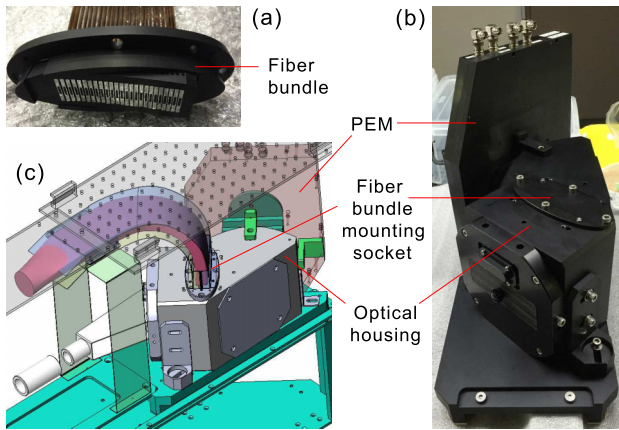 (a)
Fiber
bundle
(b)
PEM
(c)
Fiber
bundle
mounting
socket
Optical
housing